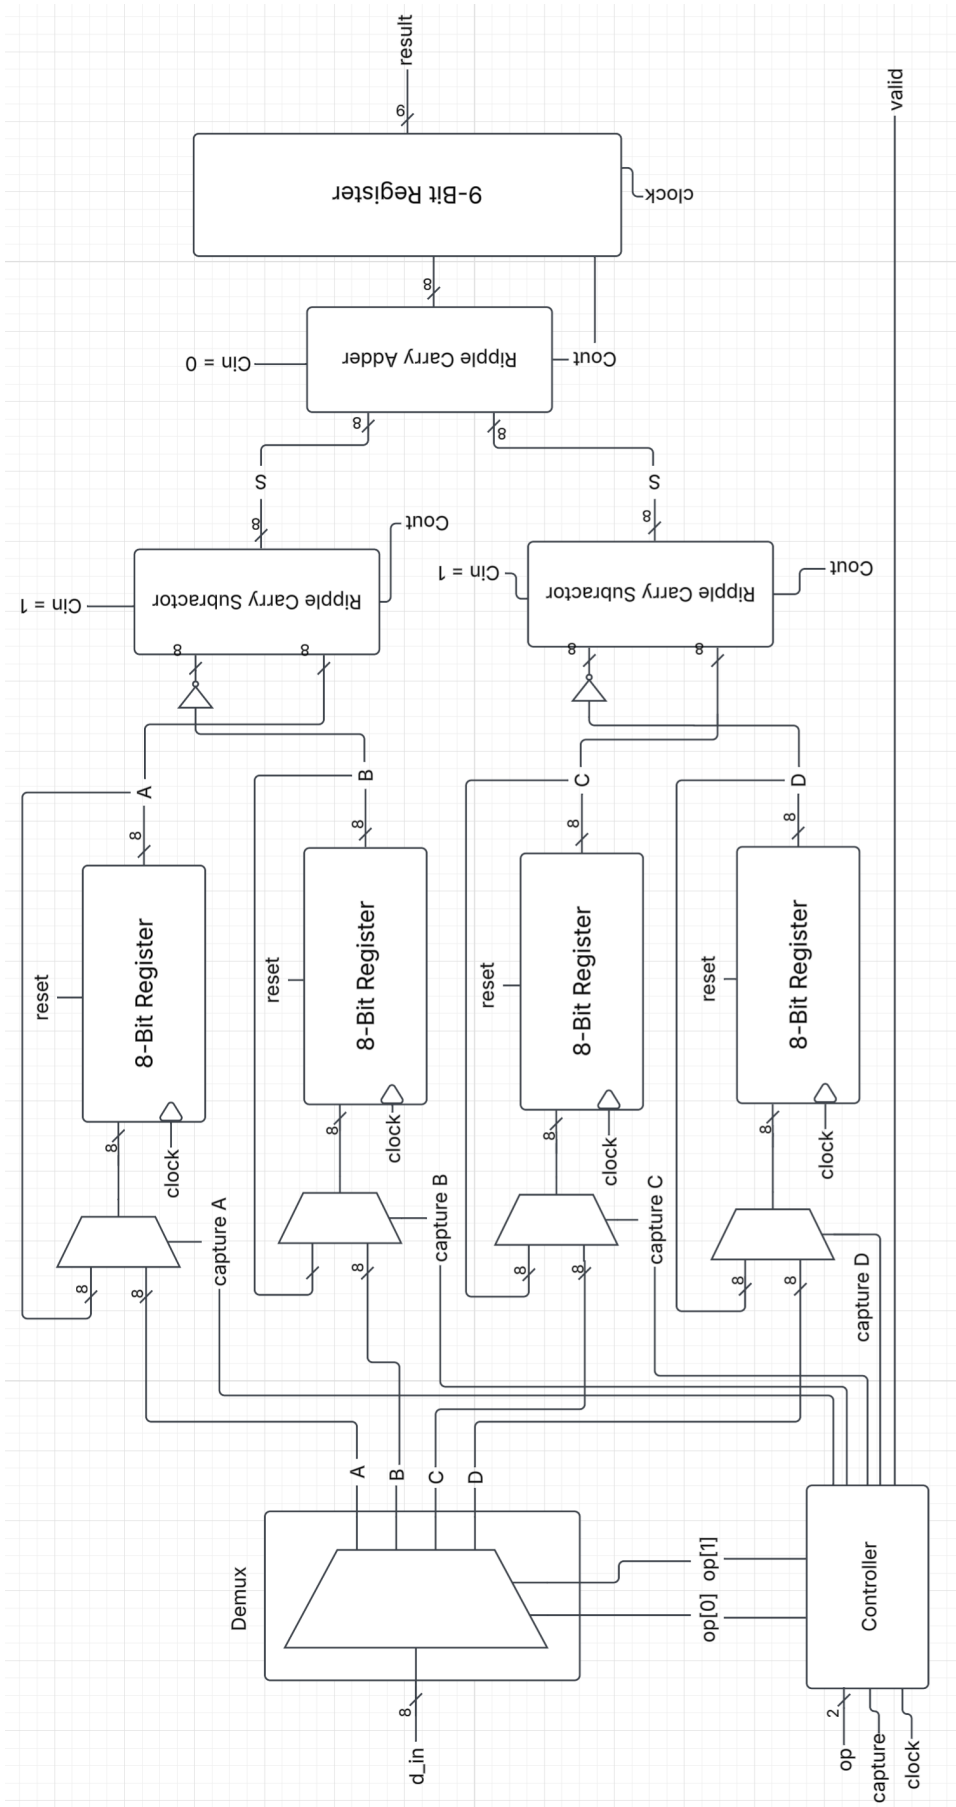 result
9
valid
9-Bit Register
clock
8
Cin = 0
Ripple Carry Adder
Cout
8
8
S
S
8
Cout
8
Cin = 1
Ripple Carry Subractor
Cin = 1
Ripple Carry Subractor
Cout
8
8
8
8
A
B
C
D
8
8
8
8
reset
8-Bit Register
reset
8-Bit Register
reset
8-Bit Register
reset
8-Bit Register
8
clock
8
clock
8
clock
8
clock
capture A
capture B
capture C
capture D
8
8
8
8
8
8
8
A
B
C
D
Demux
op[1]
op[0]
Controller
8
d_in
2
op
capture
clock